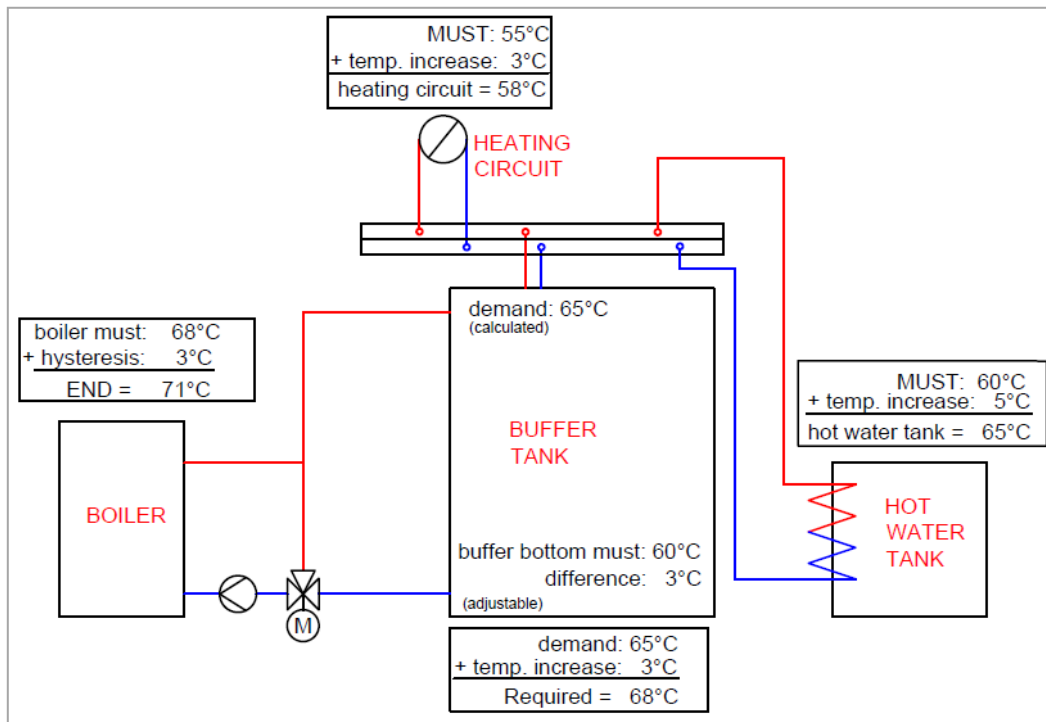 MUST: 55°C
+ temp. increase: 3°C
heating circuit = 58°C
HEATING
CIRCUIT
demand: 65°C
(calculated)
boiler must: 68°C
+ hysteresis: 3°C
END = 71°C
MUST: 60°C
+ temp. increase: 5°C
hot water tank = 65°C
BUFFER
TANK
BOILER
HOT
WATER
TANK
buffer bottom must: 60°C
difference: 3°C
(adjustable)
M
demand: 65°C
+ temp. increase: 3°C
Required = 68°C